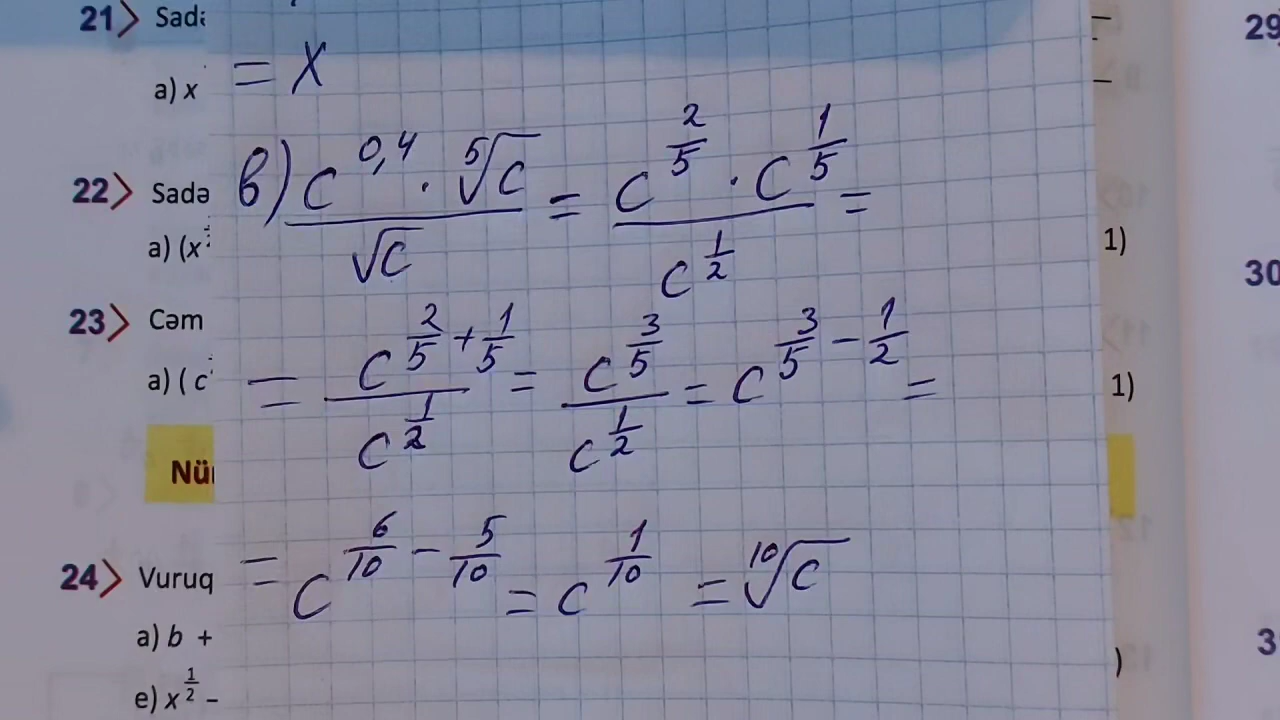 21> Sadə
a) x
= x
22> Sadə
a) (x
в) (c^{0,4} · ⁵√c)/√c = (c^{2/5} · c^{1/5})/c^{1/2} =
1)
23> Cəm
a) ( c
= c^{2/5 + 1/5}/c^{1/2} = c^{3/5}/c^{1/2} = c^{3/5 − 1/2} =
1)
24> Vuruq
= c^{6/10 − 5/10} = c^{1/10} = ¹⁰√c
a) b +
e) x^{1/2} –
)
29
30
3